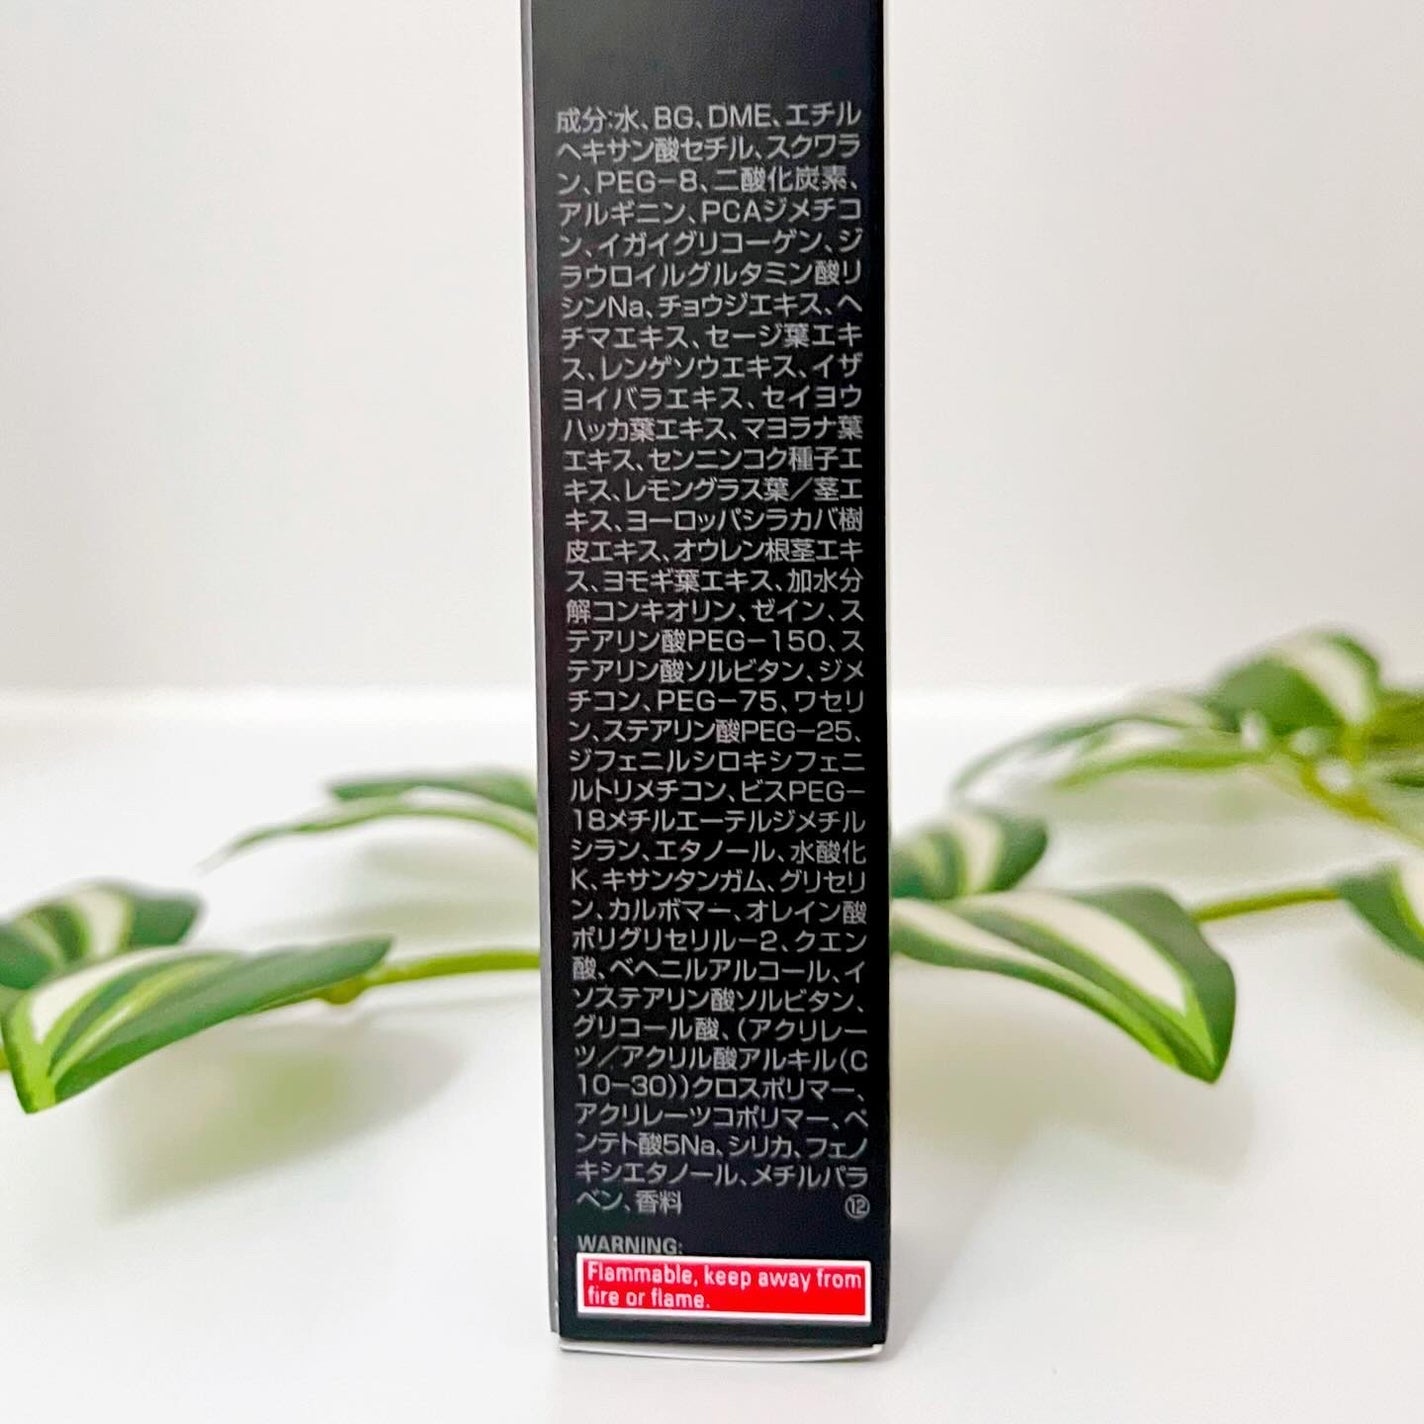 成分:水、BG、DME、エチル
ヘキサン酸セチル、スクワラ
ン、PEG-8、二酸化炭素、
アルギニン、PCAジメチコ
ン、イガイグリコーゲン、ジ
ラウロイルグルタミン酸リ
シンNa、チョウジエキス、ヘ
チマエキス、セージ葉エキ
ス、レンゲソウエキス、イザ
ヨイバラエキス、セイヨウ
ハッカ葉エキス、マヨラナ葉
エキス、センニンコク種子エ
キス、レモングラス葉／茎エ
キス、ヨーロッパシラカバ樹
皮エキス、オウレン根茎エキ
ス、ヨモギ葉エキス、加水分
解コンキオリン、ゼイン、ス
テアリン酸PEG-150、ス
テアリン酸ソルビタン、ジメ
チコン、PEG-75、ワセリ
ン、ステアリン酸PEG-25、
ジフェニルシロキシフェニ
ルトリメチコン、ビスPEG-
18メチルエーテルジメチル
シラン、エタノール、水酸化
K、キサンタンガム、グリセリ
ン、カルボマー、オレイン酸
ポリグリセリル-2、クエン
酸、ベヘニルアルコール、イ
ソステアリン酸ソルビタン、
グリコール酸、(アクリレー
ツ／アクリル酸アルキル(C
10-30))クロスポリマー、
アクリレーツコポリマー、ペ
ンテト酸5Na、シリカ、フェノ
キシエタノール、メチルパラ
ベン、香料 ⑫
WARNING:
Flammable, keep away from
fire or flame.